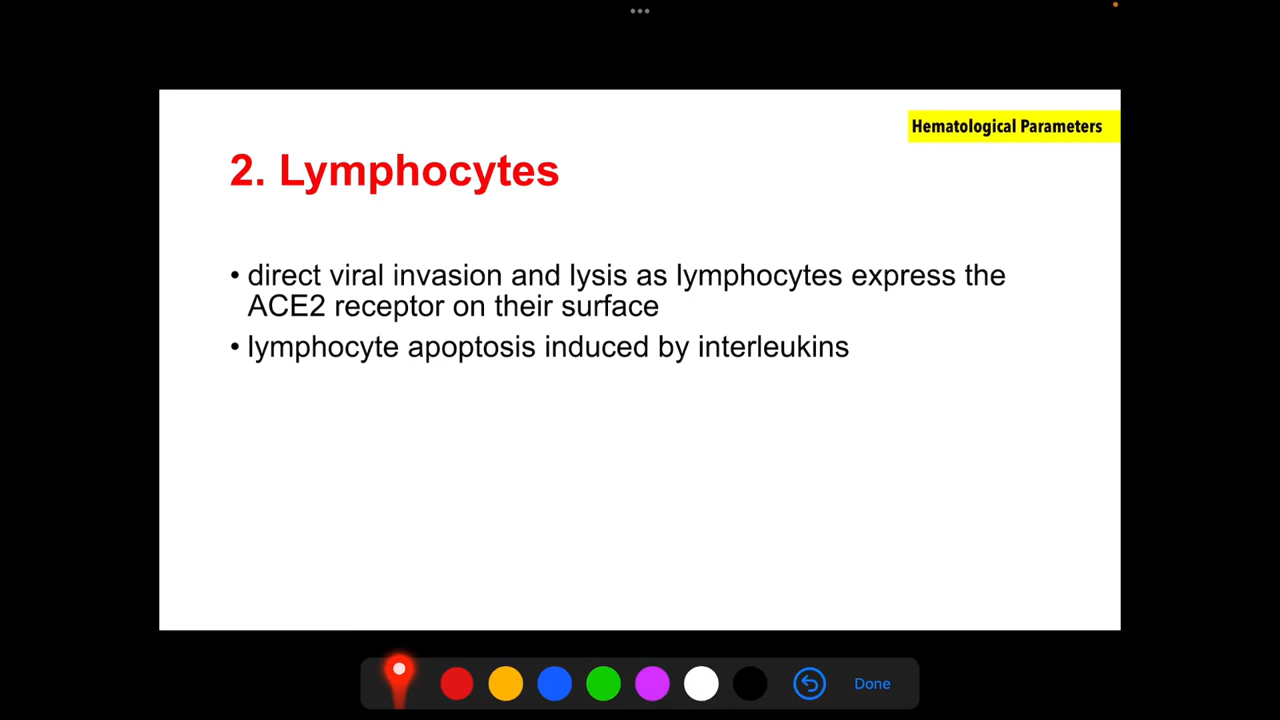 Hematological Parameters
2. Lymphocytes
• direct viral invasion and lysis as lymphocytes express the
ACE2 receptor on their surface
• lymphocyte apoptosis induced by interleukins
Done